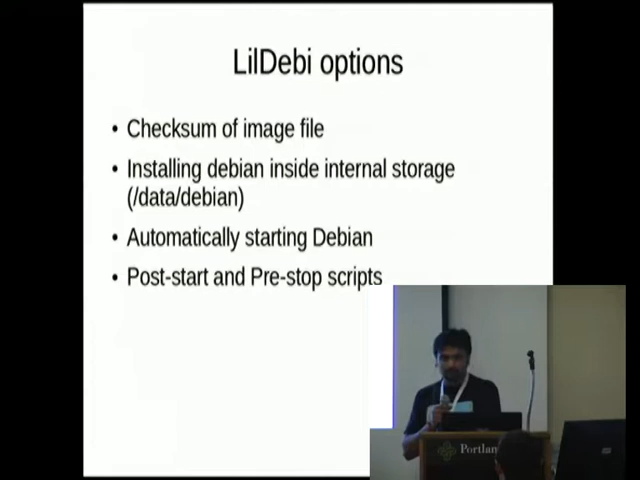 LilDebi options
• Checksum of image file
• Installing debian inside internal storage
(/data/debian)
• Automatically starting Debian
• Post-start and Pre-stop scripts